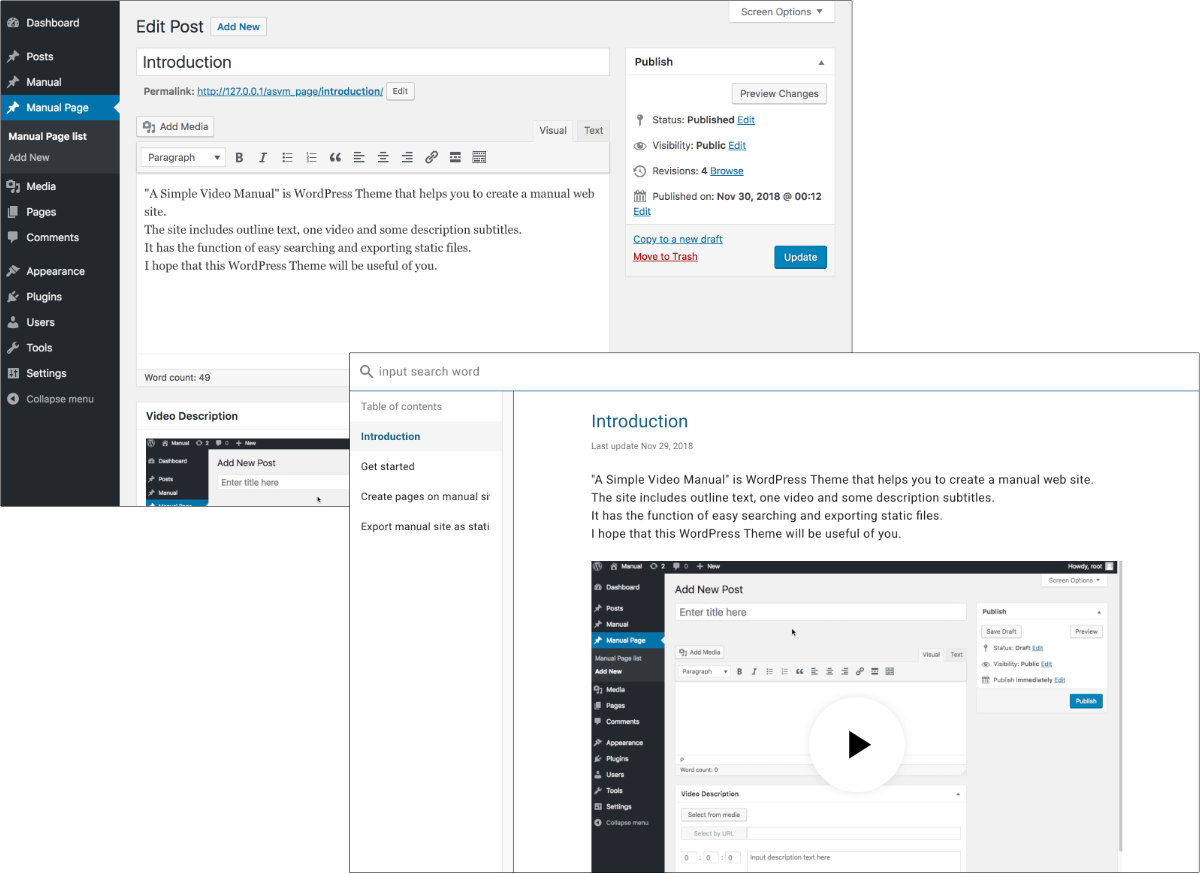 Dashboard
Posts
Manual
Manual Page
Manual Page list
Add New
Media
Pages
Comments
Appearance
Plugins
Users
Tools
Settings
Collapse menu
Screen Options
Edit Post Add New
Introduction
Permalink: http://127.0.0.1/asvm_page/introduction/ Edit
Add Media
Visual Text
Paragraph
"A Simple Video Manual" is WordPress Theme that helps you to create a manual web
site.
The site includes outline text, one video and some description subtitles.
It has the function of easy searching and exporting static files.
I hope that this WordPress Theme will be useful of you.
Word count: 49
Publish
Preview Changes
Status: Published Edit
Visibility: Public Edit
Revisions: 4 Browse
Published on: Nov 30, 2018 @ 00:12
Edit
Copy to a new draft
Move to Trash
Update
Video Description
Manual 2 0 New
Dashboard
Posts
Manual
Manual Page
Add New Post
Enter title here
input search word
Table of contents
Introduction
Get started
Create pages on manual si
Export manual site as stati
Introduction
Last update Nov 29, 2018
"A Simple Video Manual" is WordPress Theme that helps you to create a manual web site.
The site includes outline text, one video and some description subtitles.
It has the function of easy searching and exporting static files.
I hope that this WordPress Theme will be useful of you.
Manual 2 0 New Howdy, root
Dashboard
Posts
Manual
Manual Page
Manual Page list
Add New
Media
Pages
Comments
Appearance
Plugins
Users
Tools
Settings
Collapse menu
Screen Options
Add New Post
Enter title here
Add Media
Visual Text
Paragraph
P
Word count: 0
Publish
Save Draft Preview
Status: Draft Edit
Visibility: Public Edit
Publish immediately Edit
Publish
Video Description
Select from media
Select by URL
0 : 0 : 0 Input description text here